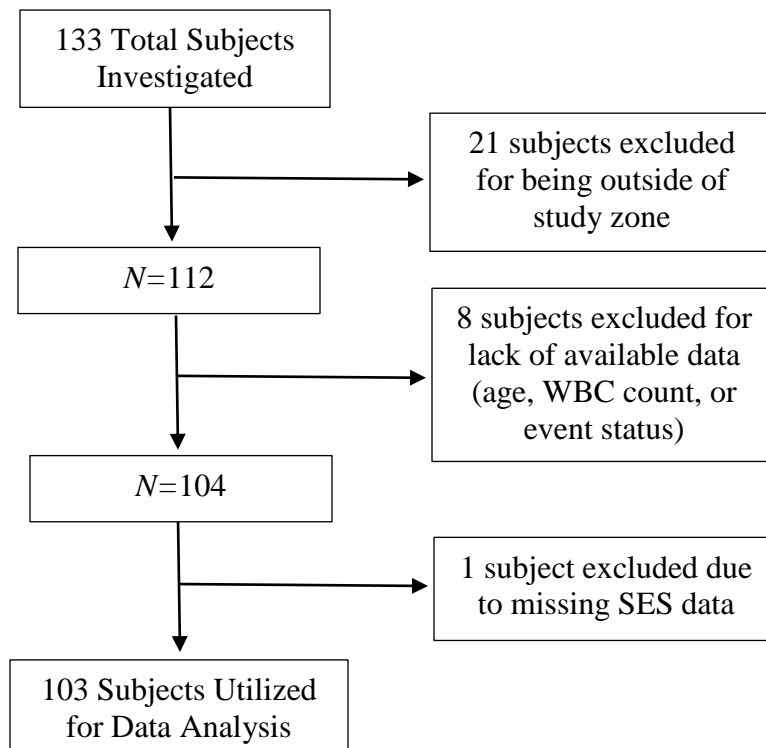 133 Total Subjects
Investigated
21 subjects excluded
for being outside of
study zone
N=112
8 subjects excluded for
lack of available data
(age, WBC count, or
event status)
N=104
1 subject excluded due
to missing SES data
103 Subjects Utilized
for Data Analysis